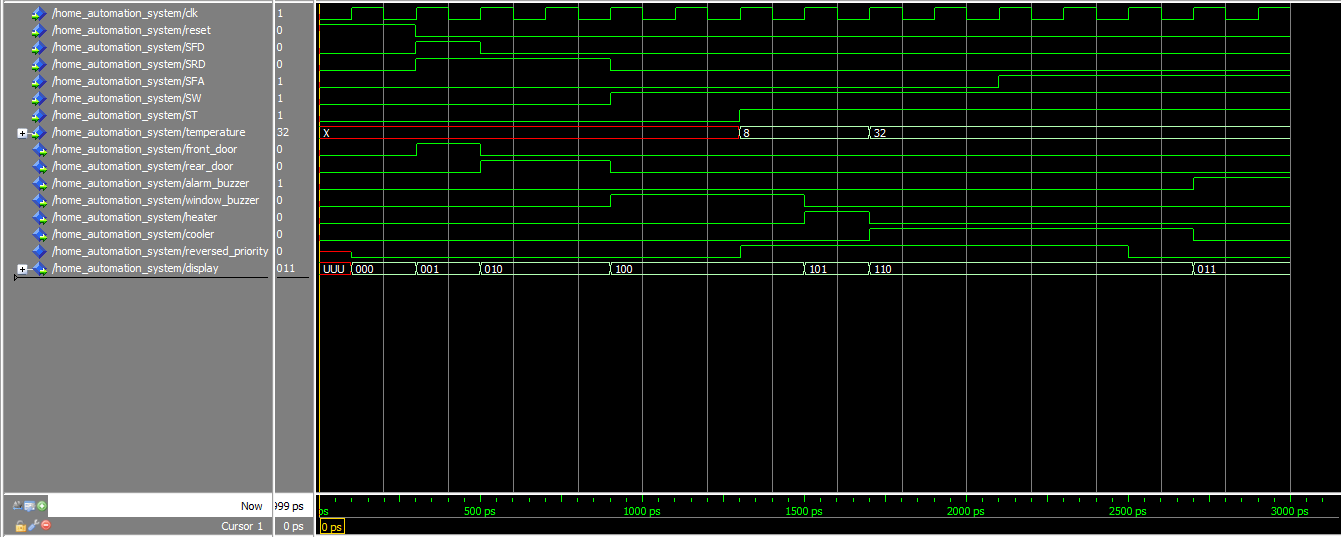 /home_automation_system/clk 1
/home_automation_system/reset 0
/home_automation_system/SFD 0
/home_automation_system/SRD 0
/home_automation_system/SFA 1
/home_automation_system/SW 1
/home_automation_system/ST 1
/home_automation_system/temperature 32 X 8 32
/home_automation_system/front_door 0
/home_automation_system/rear_door 0
/home_automation_system/alarm_buzzer 1
/home_automation_system/window_buzzer 0
/home_automation_system/heater 0
/home_automation_system/cooler 0
/home_automation_system/reversed_priority 0
/home_automation_system/display 011 UUU 000 001 010 100 101 110 011
Now 999 ps ps 500 ps 1000 ps 1500 ps 2000 ps 2500 ps 3000 ps
Cursor 1 0 ps 0 ps